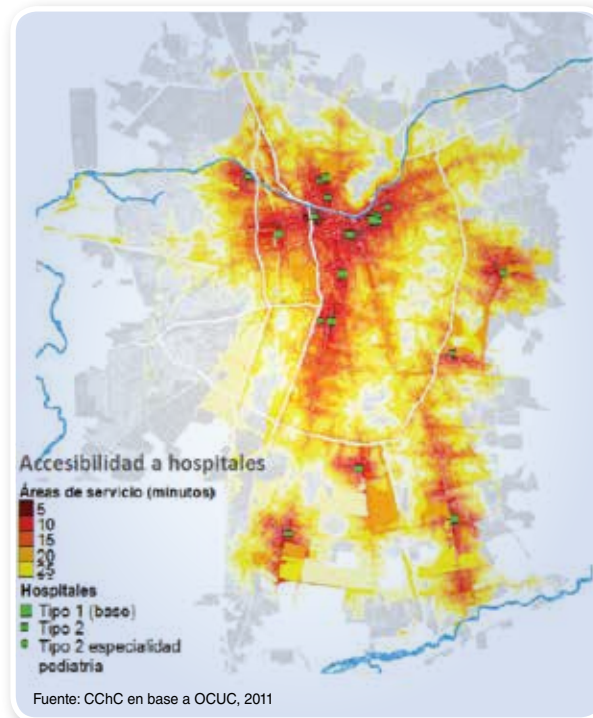 Accesibilidad a hospitales
Áreas de servicio (minutos)
5
10
15
20
25
Hospitales
Tipo 1 (base)
Tipo 2
Tipo 2 especialidad
pediatria
Fuente: CChC en base a OCUC, 2011